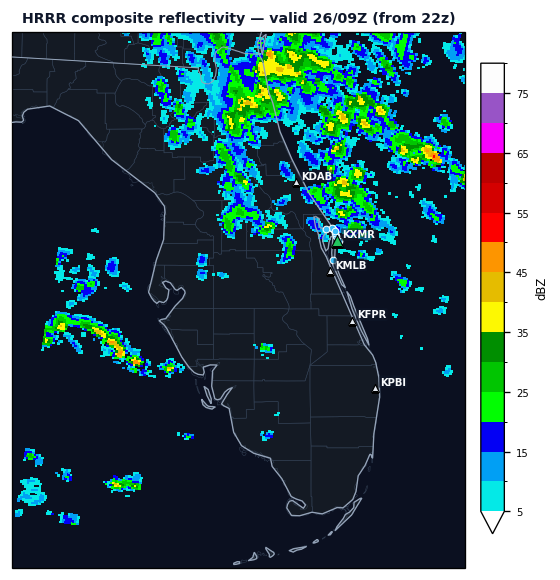 HRRR composite reflectivity — valid 26/09Z (from 22z)
KDAB
KXMR
KMLB
KFPR
KPBI
75
65
55
45
35
25
15
5
dBZ